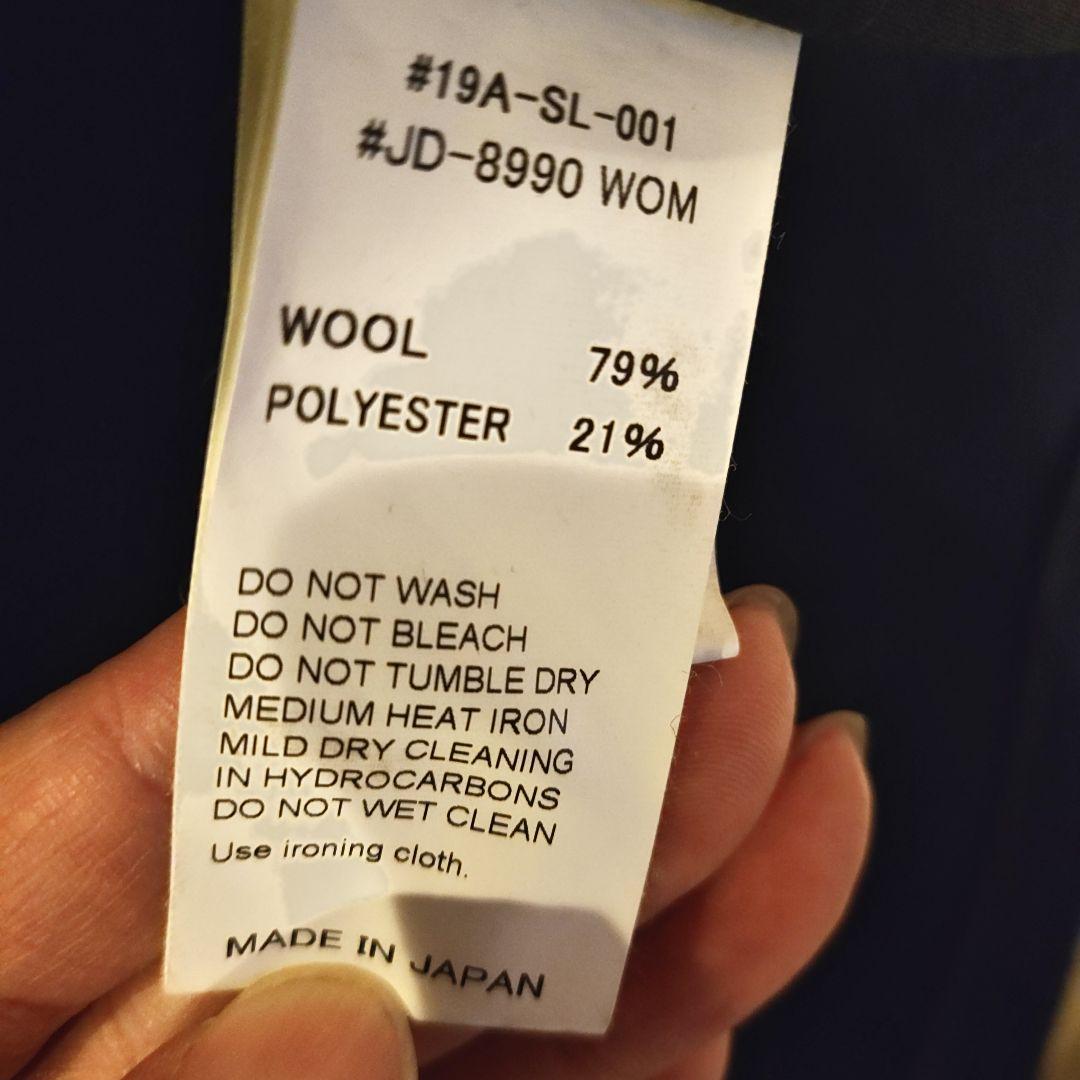 #19A-SL-001
#JD-8990 WOM
WOOL 79%
POLYESTER 21%
DO NOT WASH
DO NOT BLEACH
DO NOT TUMBLE DRY
MEDIUM HEAT IRON
MILD DRY CLEANING
IN HYDROCARBONS
DO NOT WET CLEAN
Use ironing cloth.
MADE IN JAPAN